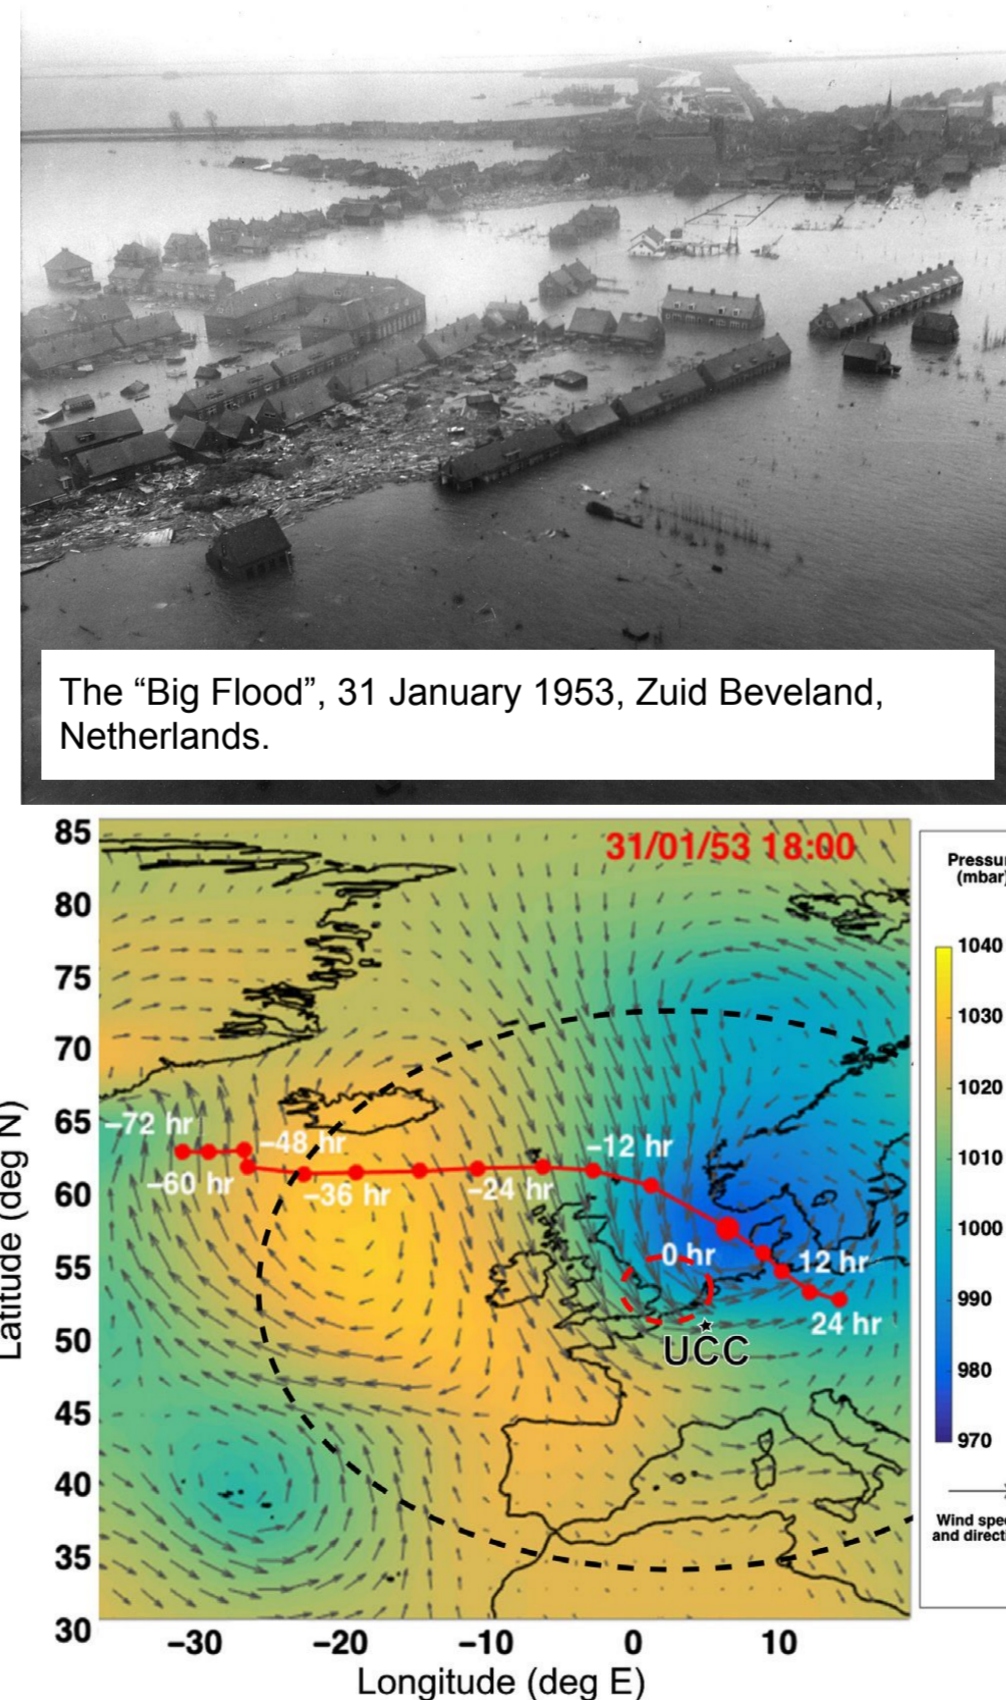 The “Big Flood”, 31 January 1953, Zuid Beveland,
Netherlands.
31/01/53 18:00
85
80
75
70
65
60
55
50
45
40
35
30
Latitude (deg N)
−72 hr
−60 hr
−48 hr
−36 hr
−24 hr
−12 hr
0 hr
12 hr
24 hr
UCC
−30
−20
−10
0
10
Longitude (deg E)
(mbar)
1040
1030
1020
1010
1000
990
980
970
Wind
and